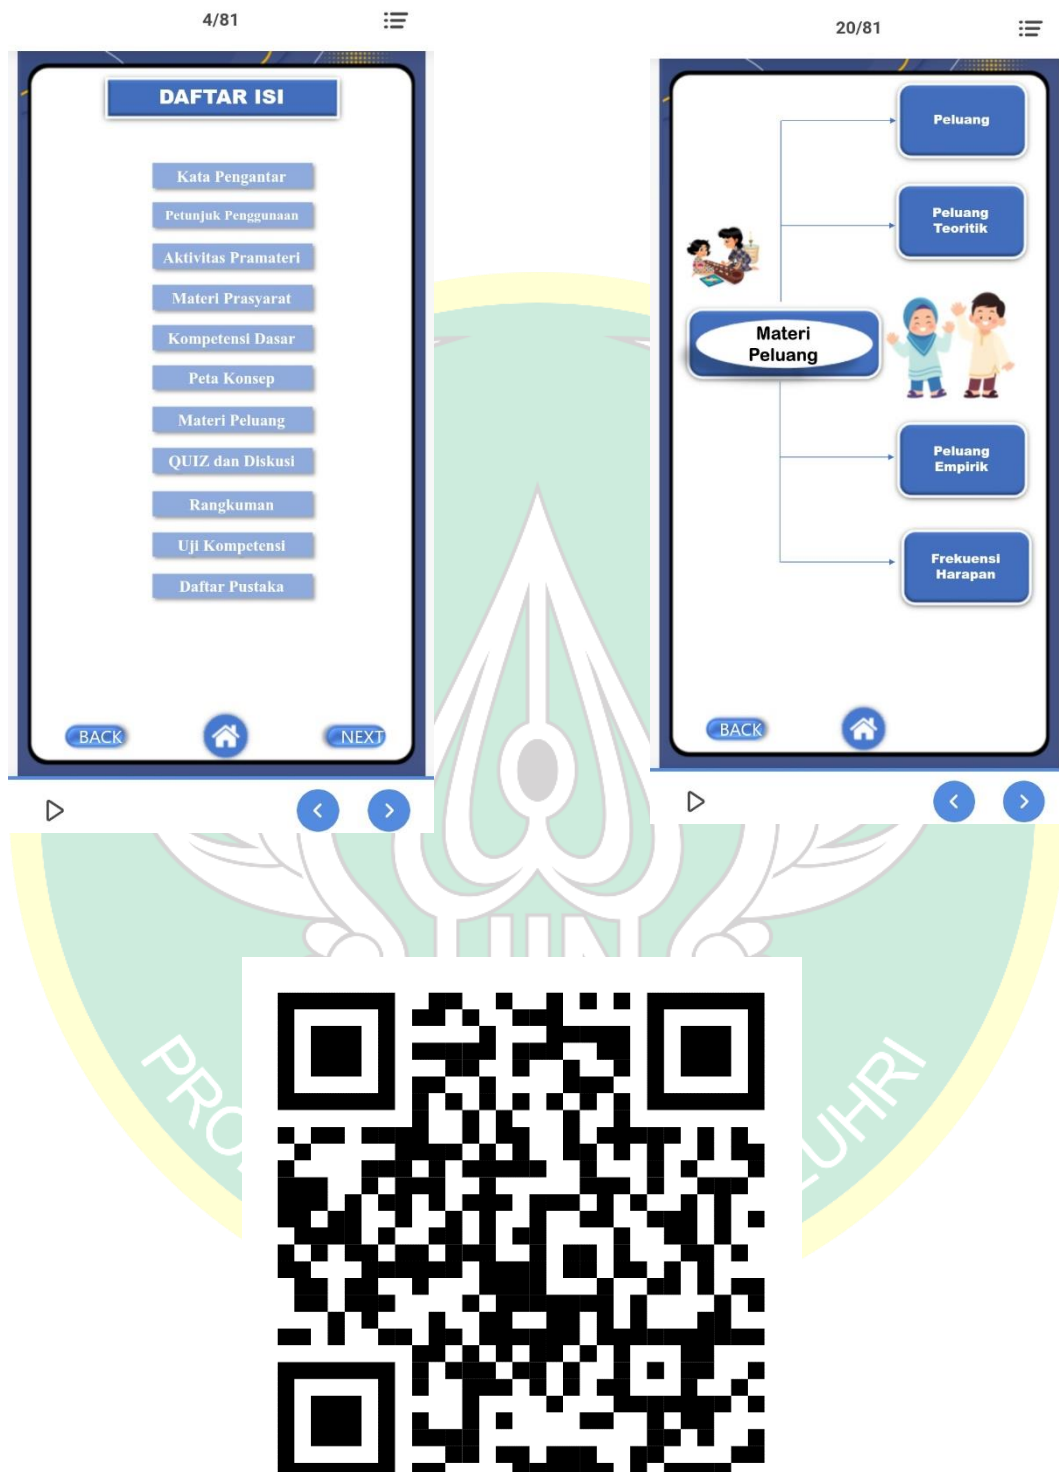 4/81
DAFTAR ISI
Kata Pengantar
Petunjuk Penggunaan
Aktivitas Pramateri
Materi Prasyarat
Kompetensi Dasar
Peta Konsep
Materi Peluang
QUIZ dan Diskusi
Rangkuman
Uji Kompetensi
Daftar Pustaka
BACK
NEXT
20/81
Peluang
Peluang
Teoritik
Materi
Peluang
Peluang
Empirik
Frekuensi
Harapan
BACK